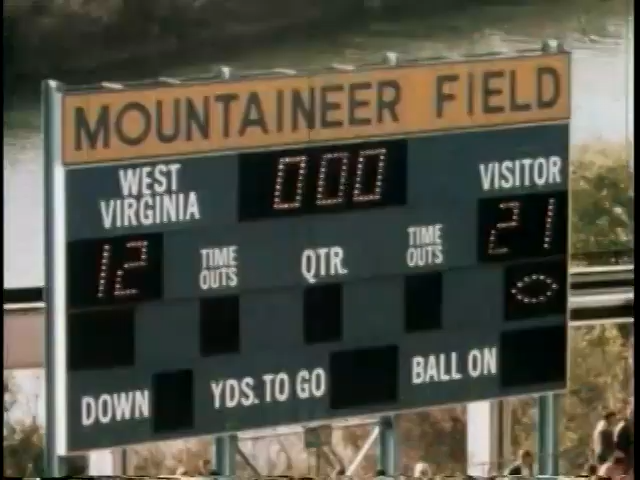 MOUNTAINEER FIELD
WEST VIRGINIA
000
VISITOR
12
TIME OUTS
QTR.
TIME OUTS
21
DOWN
YDS. TO GO
BALL ON